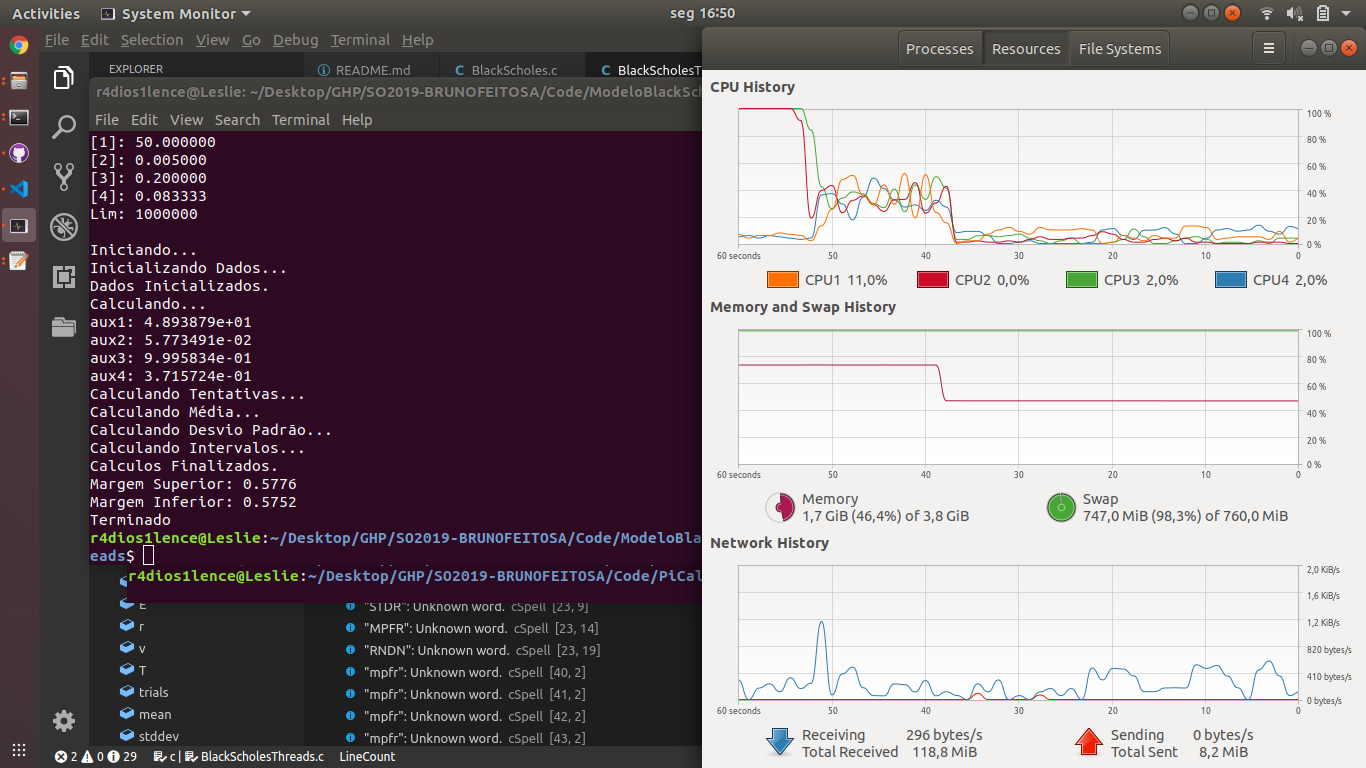 Activities System Monitor seg 16:50
File Edit Selection View Go Debug Terminal Help
EXPLORER README.md BlackScholes.c BlackScholesT
r4dios1lence@Leslie: ~/Desktop/GHP/SO2019-BRUNOFEITOSA/Code/ModeloBlackSch
File Edit View Search Terminal Help
[1]: 50.000000
[2]: 0.005000
[3]: 0.200000
[4]: 0.083333
Lim: 1000000
Iniciando...
Inicializando Dados...
Dados Inicializados.
Calculando...
aux1: 4.893879e+01
aux2: 5.773491e-02
aux3: 9.995834e-01
aux4: 3.715724e-01
Calculando Tentativas...
Calculando Média...
Calculando Desvio Padrão...
Calculando Intervalos...
Calculos Finalizados.
Margem Superior: 0.5776
Margem Inferior: 0.5752
Terminado
r4dios1lence@Leslie:~/Desktop/GHP/SO2019-BRUNOFEITOSA/Code/ModeloBla
eads$
r4dios1lence@Leslie:~/Desktop/GHP/SO2019-BRUNOFEITOSA/Code/PiCal
E
r
v
T
trials
mean
stddev
"STDR": Unknown word. cSpell [23, 9]
"MPFR": Unknown word. cSpell [23, 14]
"RNDN": Unknown word. cSpell [23, 19]
"mpfr": Unknown word. cSpell [40, 2]
"mpfr": Unknown word. cSpell [41, 2]
"mpfr": Unknown word. cSpell [42, 2]
"mpfr": Unknown word. cSpell [43, 2]
2 0 29 c | BlackScholesThreads.c LineCount
Processes Resources File Systems
CPU History
100 %
80 %
60 %
40 %
20 %
0 %
60 seconds 50 40 30 20 10 0
CPU1 11,0% CPU2 0,0% CPU3 2,0% CPU4 2,0%
Memory and Swap History
100 %
80 %
60 %
40 %
20 %
0 %
60 seconds 50 40 30 20 10 0
Memory
1,7 GiB (46,4%) of 3,8 GiB
Swap
747,0 MiB (98,3%) of 760,0 MiB
Network History
2,0 KiB/s
1,6 KiB/s
1,2 KiB/s
820 bytes/s
410 bytes/s
0 bytes/s
60 seconds 50 40 30 20 10 0
Receiving 296 bytes/s
Total Received 118,8 MiB
Sending 0 bytes/s
Total Sent 8,2 MiB